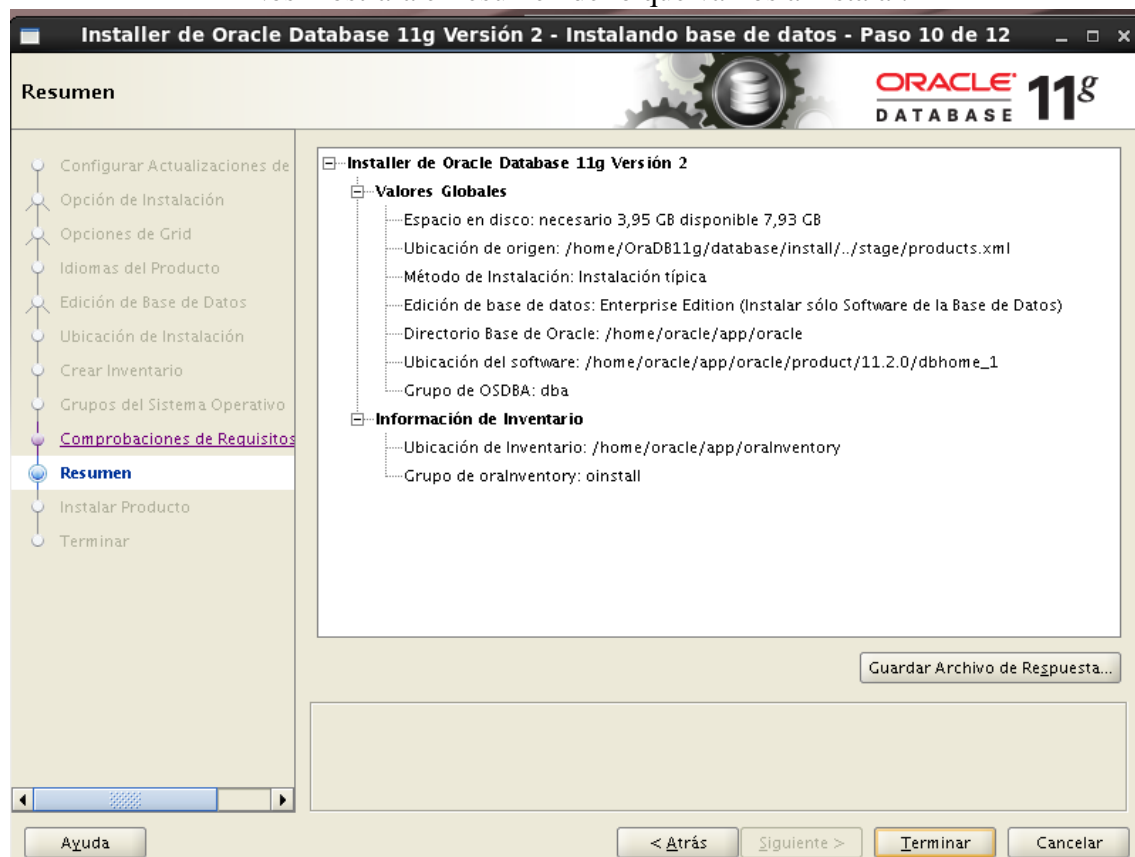 Installer de Oracle Database 11g Versión 2 - Instalando base de datos - Paso 10 de 12
Resumen
ORACLE
DATABASE
11g
Configurar Actualizaciones de
Opción de Instalación
Opciones de Grid
Idiomas del Producto
Edición de Base de Datos
Ubicación de Instalación
Crear Inventario
Grupos del Sistema Operativo
Comprobaciones de Requisitos
Resumen
Instalar Producto
Terminar
Installer de Oracle Database 11g Versión 2
Valores Globales
Espacio en disco: necesario 3,95 GB disponible 7,93 GB
Ubicación de origen: /home/OraDB11g/database/install/../stage/products.xml
Método de Instalación: Instalación típica
Edición de base de datos: Enterprise Edition (Instalar sólo Software de la Base de Datos)
Directorio Base de Oracle: /home/oracle/app/oracle
Ubicación del software: /home/oracle/app/oracle/product/11.2.0/dbhome_1
Grupo de OSDBA: dba
Información de Inventario
Ubicación de Inventario: /home/oracle/app/oraInventory
Grupo de oraInventory: oinstall
Guardar Archivo de Respuesta...
Ayuda
< Atrás
Siguiente >
Terminar
Cancelar